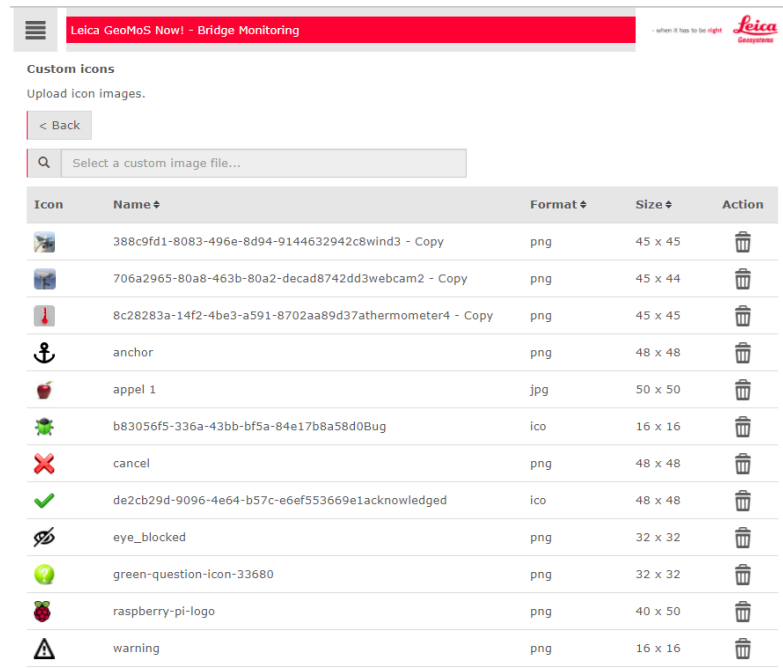 Leica GeoMoS Now! - Bridge Monitoring
- when it has to be right
Leica
Geosystems
Custom icons
Upload icon images.
< Back
Select a custom image file...
Icon Name Format Size Action
388c9fd1-8083-496e-8d94-9144632942c8wind3 - Copy png 45 x 45
706a2965-80a8-463b-80a2-decad8742dd3webcam2 - Copy png 45 x 44
8c28283a-14f2-4be3-a591-8702aa89d37athermometer4 - Copy png 45 x 45
anchor png 48 x 48
appel 1 jpg 50 x 50
b83056f5-336a-43bb-bf5a-84e17b8a58d0Bug ico 16 x 16
cancel png 48 x 48
de2cb29d-9096-4e64-b57c-e6ef553669e1acknowledged ico 48 x 48
eye_blocked png 32 x 32
green-question-icon-33680 png 32 x 32
raspberry-pi-logo png 40 x 50
warning png 16 x 16